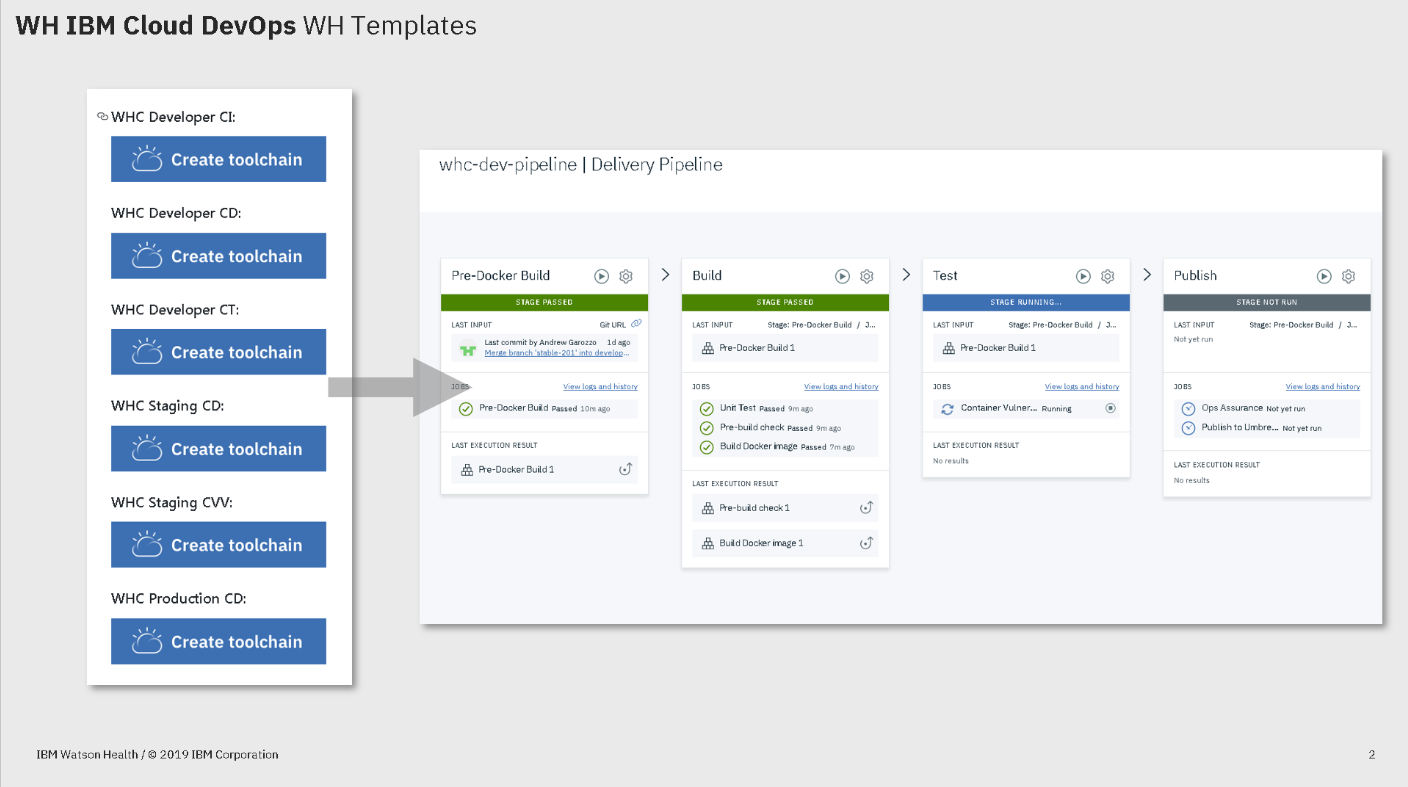 WH IBM Cloud DevOps WH Templates
WHC Developer CI:
Create toolchain
WHC Developer CD:
Create toolchain
WHC Developer CT:
Create toolchain
WHC Staging CD:
Create toolchain
WHC Staging CVV:
Create toolchain
WHC Production CD:
Create toolchain
whc-dev-pipeline | Delivery Pipeline
Pre-Docker Build
STAGE PASSED
LAST INPUT Git URL
Last commit by Andrew Garozzo 1d ago
Merge branch 'stable-201' into develop...
JOBS View logs and history
Pre-Docker Build Passed 10m ago
LAST EXECUTION RESULT
Pre-Docker Build 1
Build
STAGE PASSED
LAST INPUT Stage: Pre-Docker Build / J...
Pre-Docker Build 1
JOBS View logs and history
Unit Test Passed 9m ago
Pre-build check Passed 9m ago
Build Docker image Passed 7m ago
LAST EXECUTION RESULT
Pre-build check 1
Build Docker image 1
Test
STAGE RUNNING...
LAST INPUT Stage: Pre-Docker Build / J...
Pre-Docker Build 1
JOBS View logs and history
Container Vulner... Running
LAST EXECUTION RESULT
No results
Publish
STAGE NOT RUN
LAST INPUT Stage: Pre-Docker Build / J...
Not yet run
JOBS View logs and history
Ops Assurance Not yet run
Publish to Umbre... Not yet run
LAST EXECUTION RESULT
No results
IBM Watson Health / © 2019 IBM Corporation
2